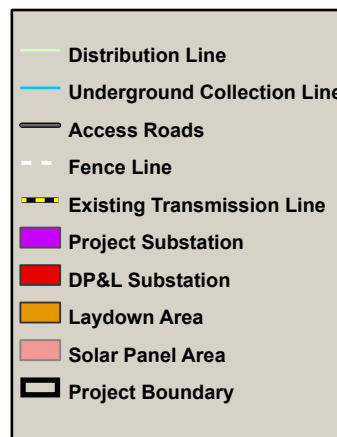 Distribution Line
Underground Collection Line
Access Roads
Fence Line
Existing Transmission Line
Project Substation
DP&L Substation
Laydown Area
Solar Panel Area
Project Boundary